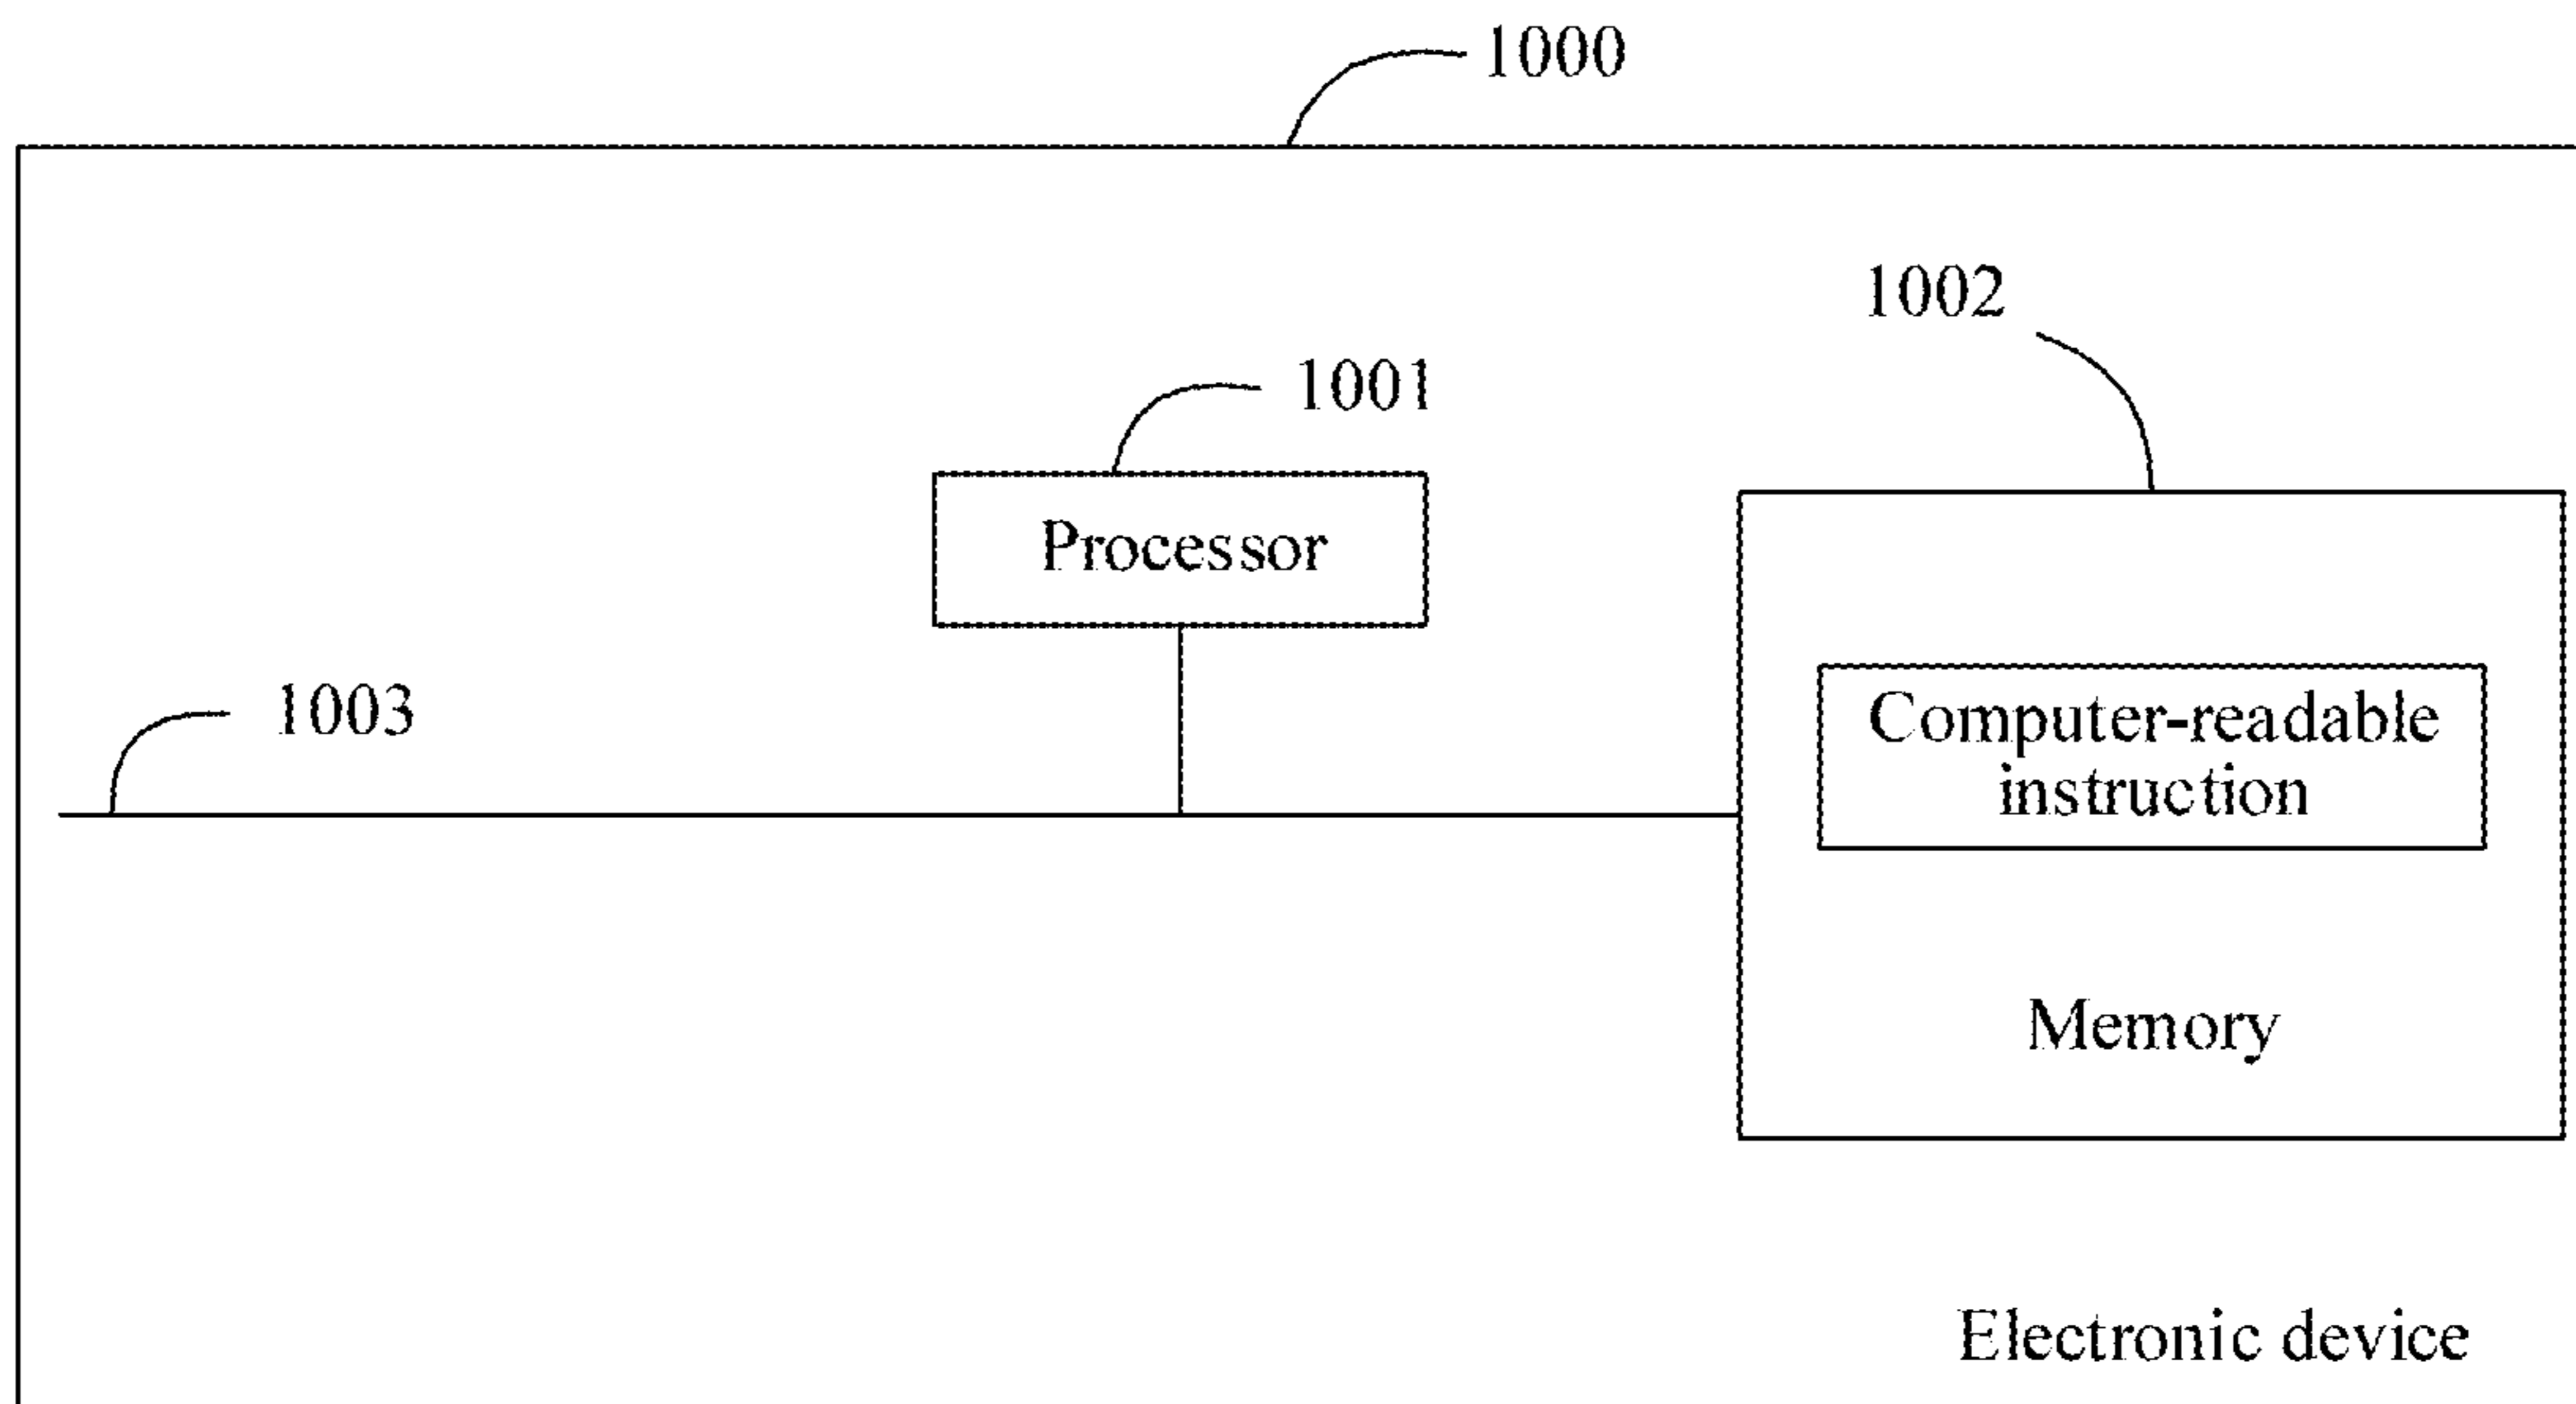 1000
1002
1001
Processor
1003
Computer-readable
instruction
Memory
Electronic device